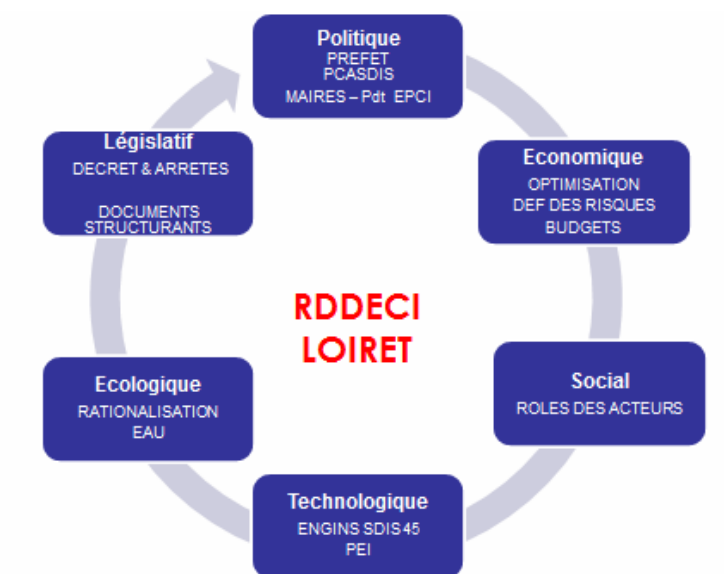 Politique
PREFET
PCASDIS
MAIRES – Pdt EPCI
Economique
OPTIMISATION
DEF DES RISQUES
BUDGETS
Social
ROLES DES ACTEURS
Technologique
ENGINS SDIS 45
PEI
Ecologique
RATIONALISATION
EAU
Législatif
DECRET & ARRETES
DOCUMENTS
STRUCTURANTS
RDDECI
LOIRET